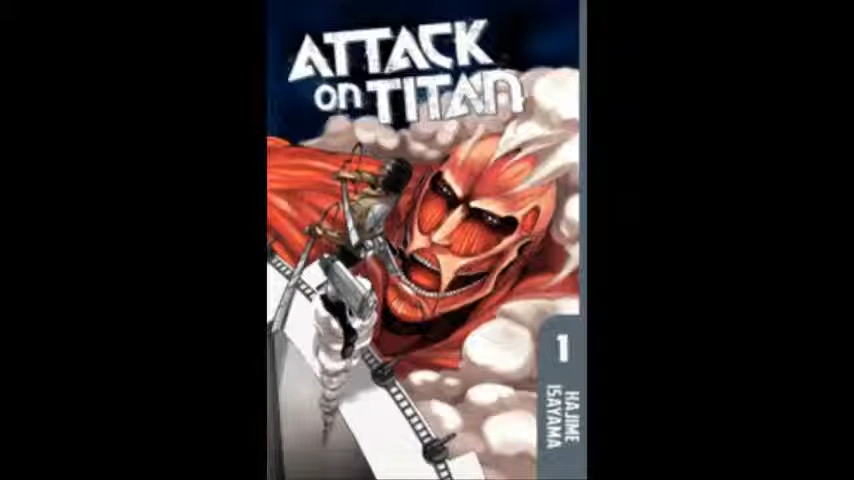 ATTACK
on TITAN
1
HAJIME
ISAYAMA